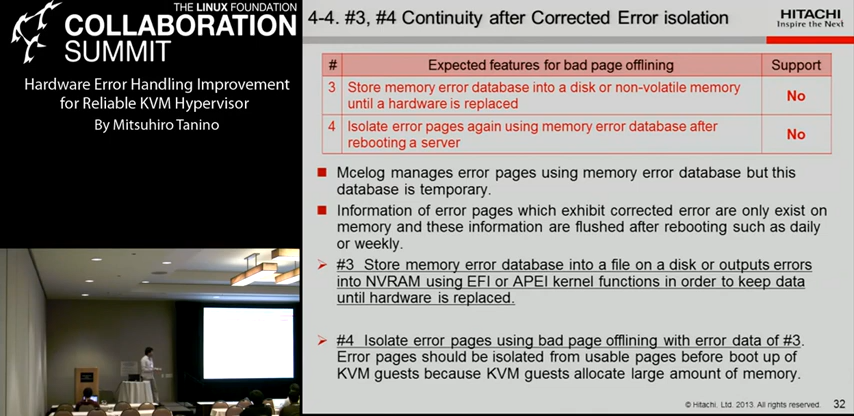 THE LINUX FOUNDATION
COLLABORATION
SUMMIT
Hardware Error Handling Improvement
for Reliable KVM Hypervisor
By Mitsuhiro Tanino
4-4. #3, #4 Continuity after Corrected Error isolation
HITACHI
Inspire the Next
# Expected features for bad page offlining Support
3 Store memory error database into a disk or non-volatile memory
until a hardware is replaced
No
4 Isolate error pages again using memory error database after
rebooting a server
No
■ Mcelog manages error pages using memory error database but this
database is temporary.
■ Information of error pages which exhibit corrected error are only exist on
memory and these information are flushed after rebooting such as daily
or weekly.
➢ #3 Store memory error database into a file on a disk or outputs errors
into NVRAM using EFI or APEI kernel functions in order to keep data
until hardware is replaced.
➢ #4 Isolate error pages using bad page offlining with error data of #3.
Error pages should be isolated from usable pages before boot up of
KVM guests because KVM guests allocate large amount of memory.
© Hitachi, Ltd. 2013. All rights reserved. 32